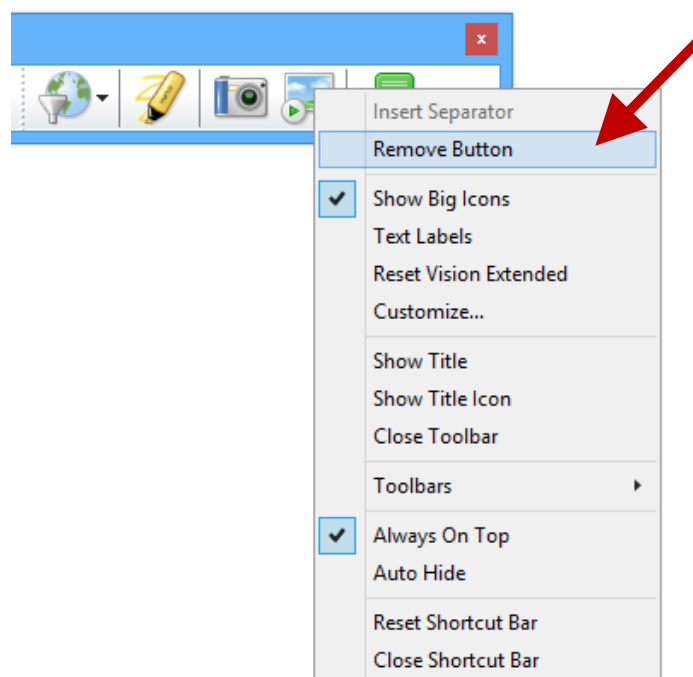 x
Insert Separator
Remove Button
Show Big Icons
Text Labels
Reset Vision Extended
Customize...
Show Title
Show Title Icon
Close Toolbar
Toolbars
Always On Top
Auto Hide
Reset Shortcut Bar
Close Shortcut Bar